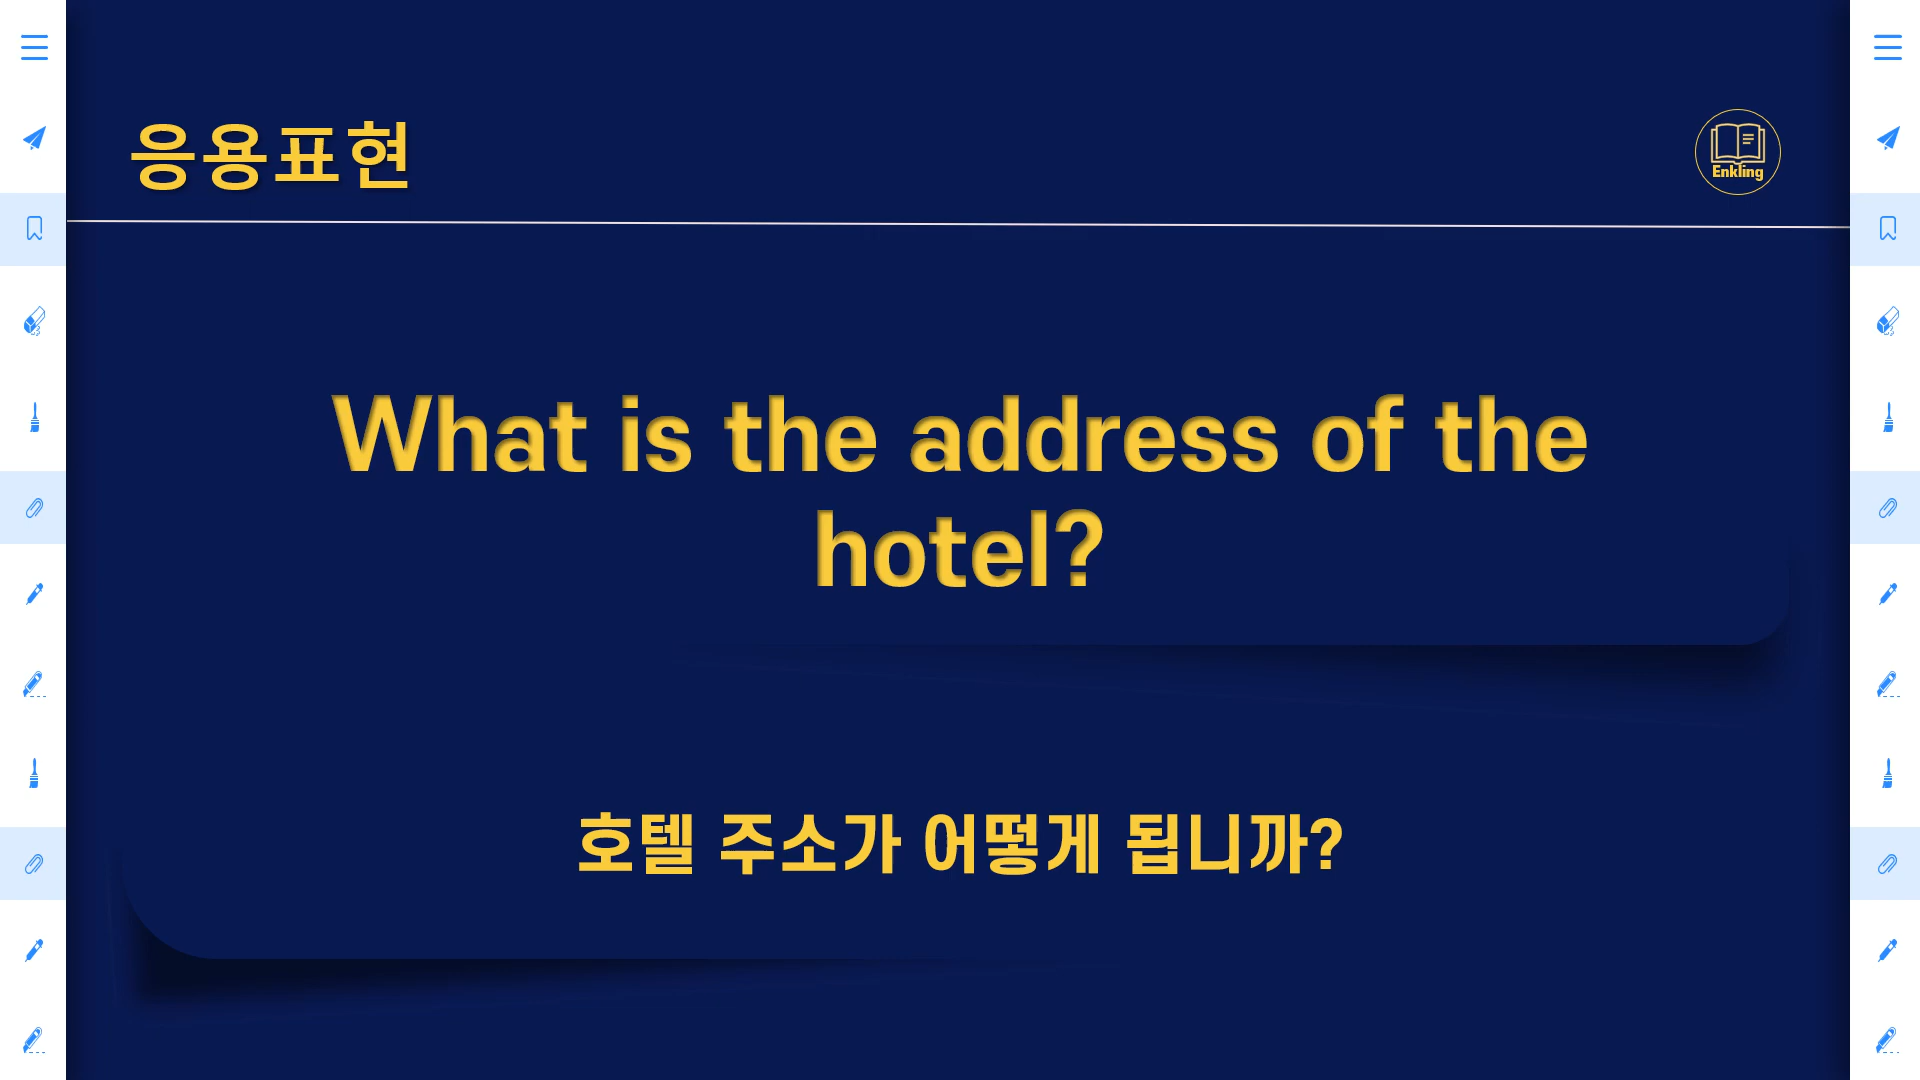 응용표현
Enkling
What is the address of the
hotel?
호텔 주소가 어떻게 됩니까?